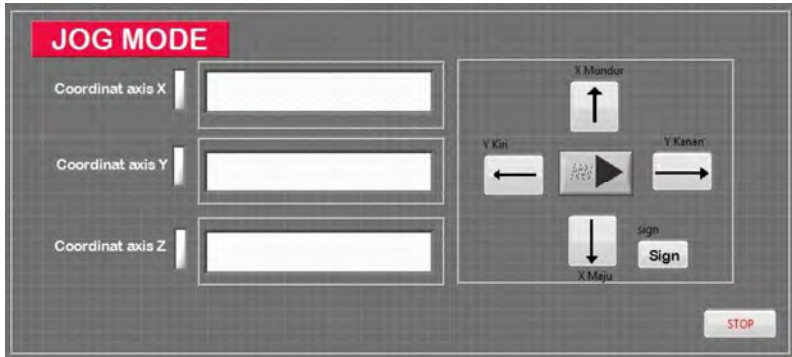 JOG MODE
Coordinat axis X
Coordinat axis Y
Coordinat axis Z
X Mundur
Y Kiri
Y Kanan
X Maju
sign
Sign
STOP